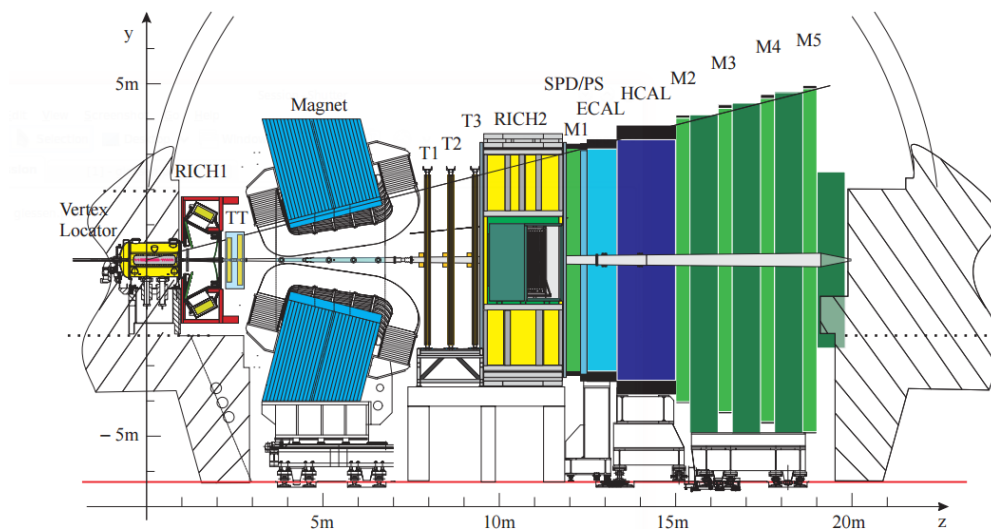 y
5m
M5
M4
M3
M2
SPD/PS
HCAL
ECAL
Magnet
T3
RICH2
M1
T2
T1
RICH1
TT
Vertex
Locator
− 5m
5m
10m
15m
20m
z